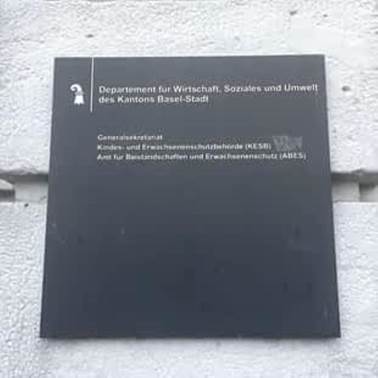 Departement für Wirtschaft, Soziales und Umwelt
des Kantons Basel-Stadt
Generalsekretariat
Kindes- und Erwachsenenschutzbehörde (KESB)
Amt für Beistandschaften und Erwachsenenschutz (ABES)